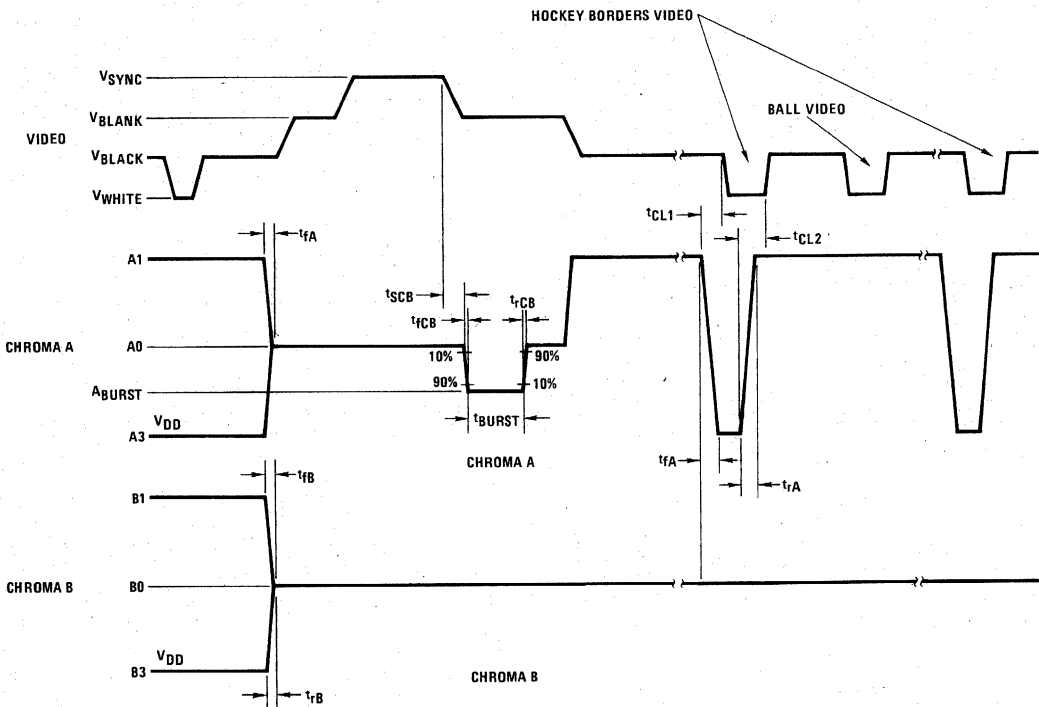 HOCKEY BORDERS VIDEO
VSYNC
VBLANK
BALL VIDEO
VIDEO
VBLACK
VWHITE
tCL1
tfA
tCL2
A1
tSCB
trCB
tfCB
CHROMA A
A0
10%
90%
90%
10%
ABURST
tBURST
VDD
A3
CHROMA A
tfA
trA
tfB
B1
CHROMA B
B0
VDD
B3
CHROMA B
trB